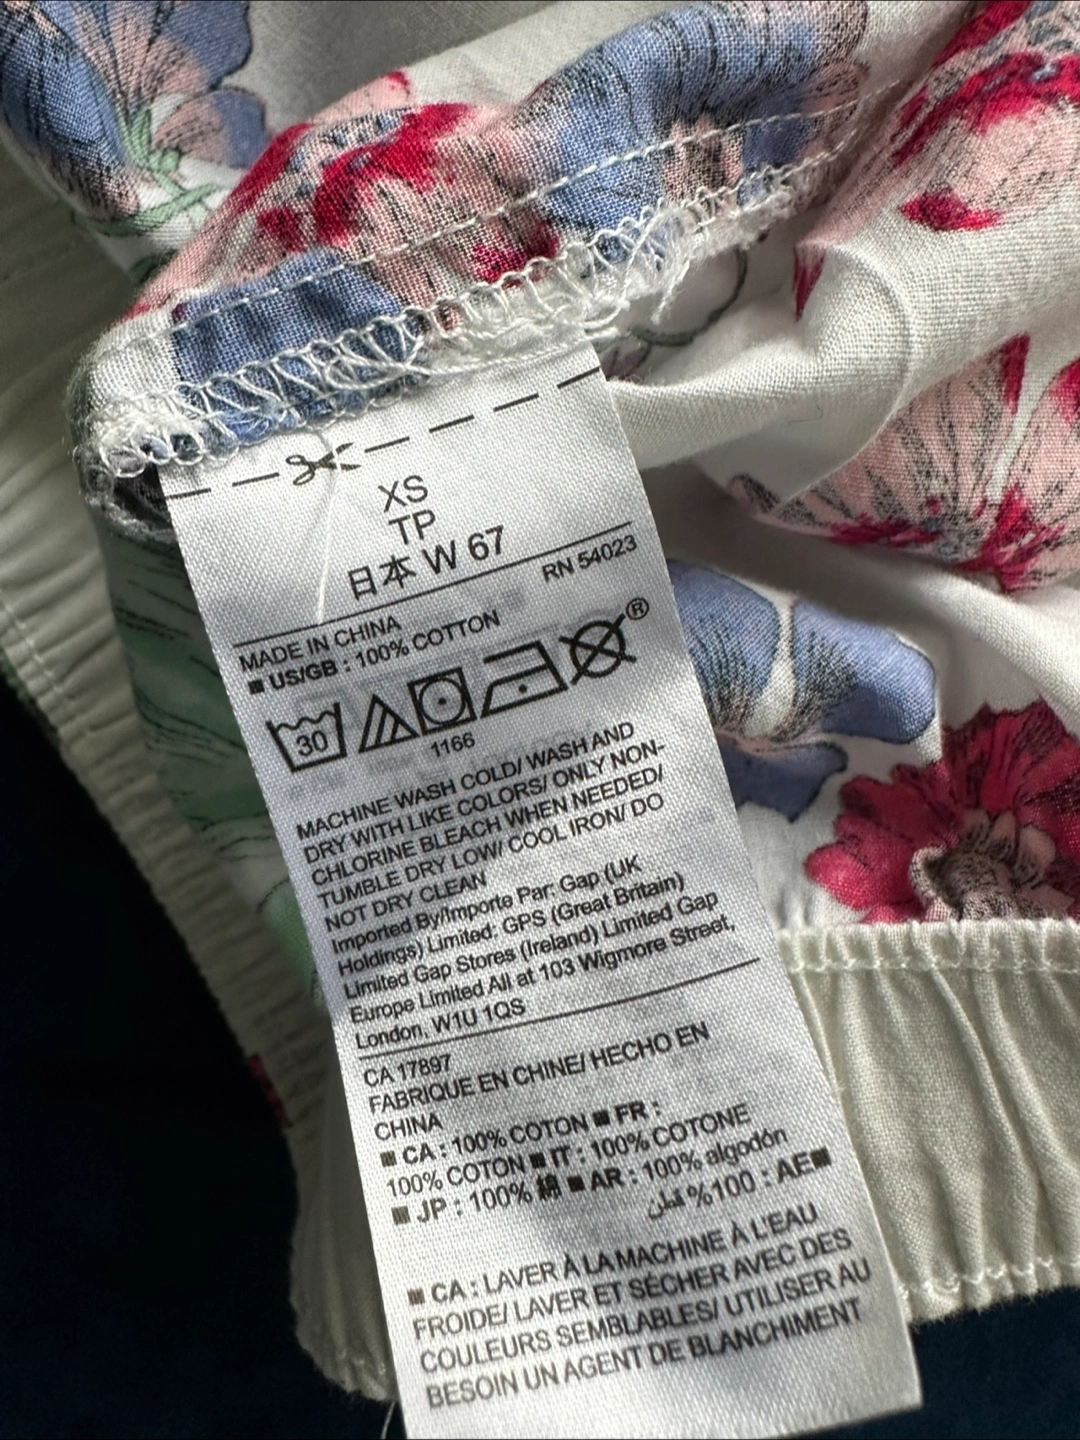 XS
TP
日本 W 67
RN 54023
MADE IN CHINA
■ US/GB : 100% COTTON
30
®
1166
MACHINE WASH COLD/ WASH AND
DRY WITH LIKE COLORS/ ONLY NON-
CHLORINE BLEACH WHEN NEEDED/
TUMBLE DRY LOW/ COOL IRON/ DO
NOT DRY CLEAN
Imported By/Importe Par: Gap (UK
Holdings) Limited: GPS (Great Britain)
Limited Gap Stores (Ireland) Limited Gap
Europe Limited All at 103 Wigmore Street,
London, W1U 1QS
CA 17897
FABRIQUE EN CHINE/ HECHO EN
CHINA
■ CA : 100% COTON ■ FR :
100% COTON ■ IT : 100% COTONE
■ JP : 100% 綿 ■ AR : 100% algodón
■AE : 100% قطن
■ CA : LAVER À LA MACHINE À L'EAU
FROIDE/ LAVER ET SÉCHER AVEC DES
COULEURS SEMBLABLES/ UTILISER AU
BESOIN UN AGENT DE BLANCHIMENT